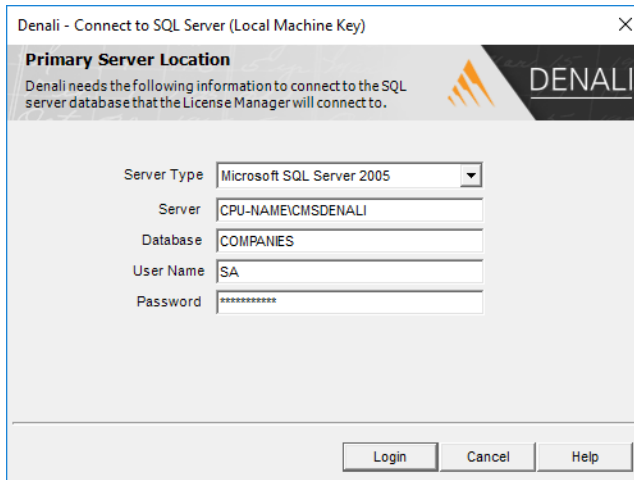 Denali - Connect to SQL Server (Local Machine Key)
Primary Server Location
Denali needs the following information to connect to the SQL
server database that the License Manager will connect to.
DENALI
Server Type Microsoft SQL Server 2005
Server CPU-NAME\CMSDENALI
Database COMPANIES
User Name SA
Password ***********
Login Cancel Help